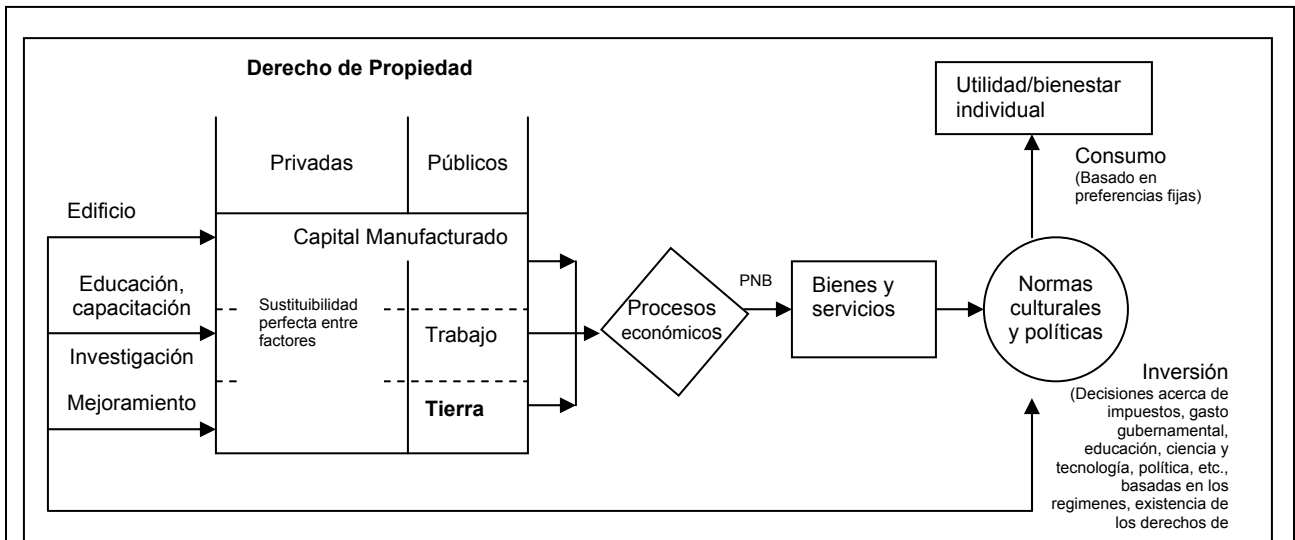 Derecho de Propiedad
Privadas
Públicos
Edificio
Educación,
capacitación
Investigación
Mejoramiento
Capital Manufacturado
Sustituibilidad
perfecta entre
factores
Trabajo
Tierra
Procesos
económicos
PNB
Bienes y
servicios
Utilidad/bienestar
individual
Consumo
(Basado en
preferencias fijas)
Normas
culturales
y políticas
Inversión
(Decisiones acerca de
impuestos, gasto
gubernamental,
educación, ciencia y
tecnología, política, etc.,
basadas en los
regimenes, existencia de
los derechos de